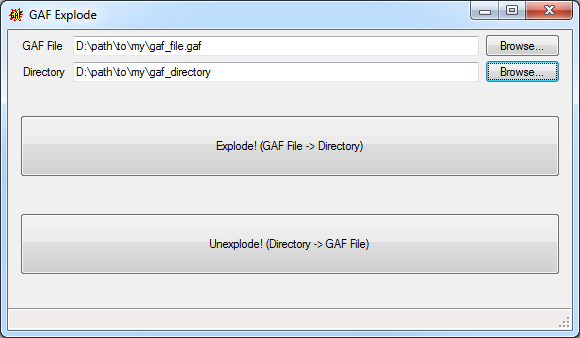 GAF Explode
GAF File D:\path\to\my\gaf_file.gaf Browse...
Directory D:\path\to\my\gaf_directory Browse...
Explode! (GAF File -> Directory)
Unexplode! (Directory -> GAF File)